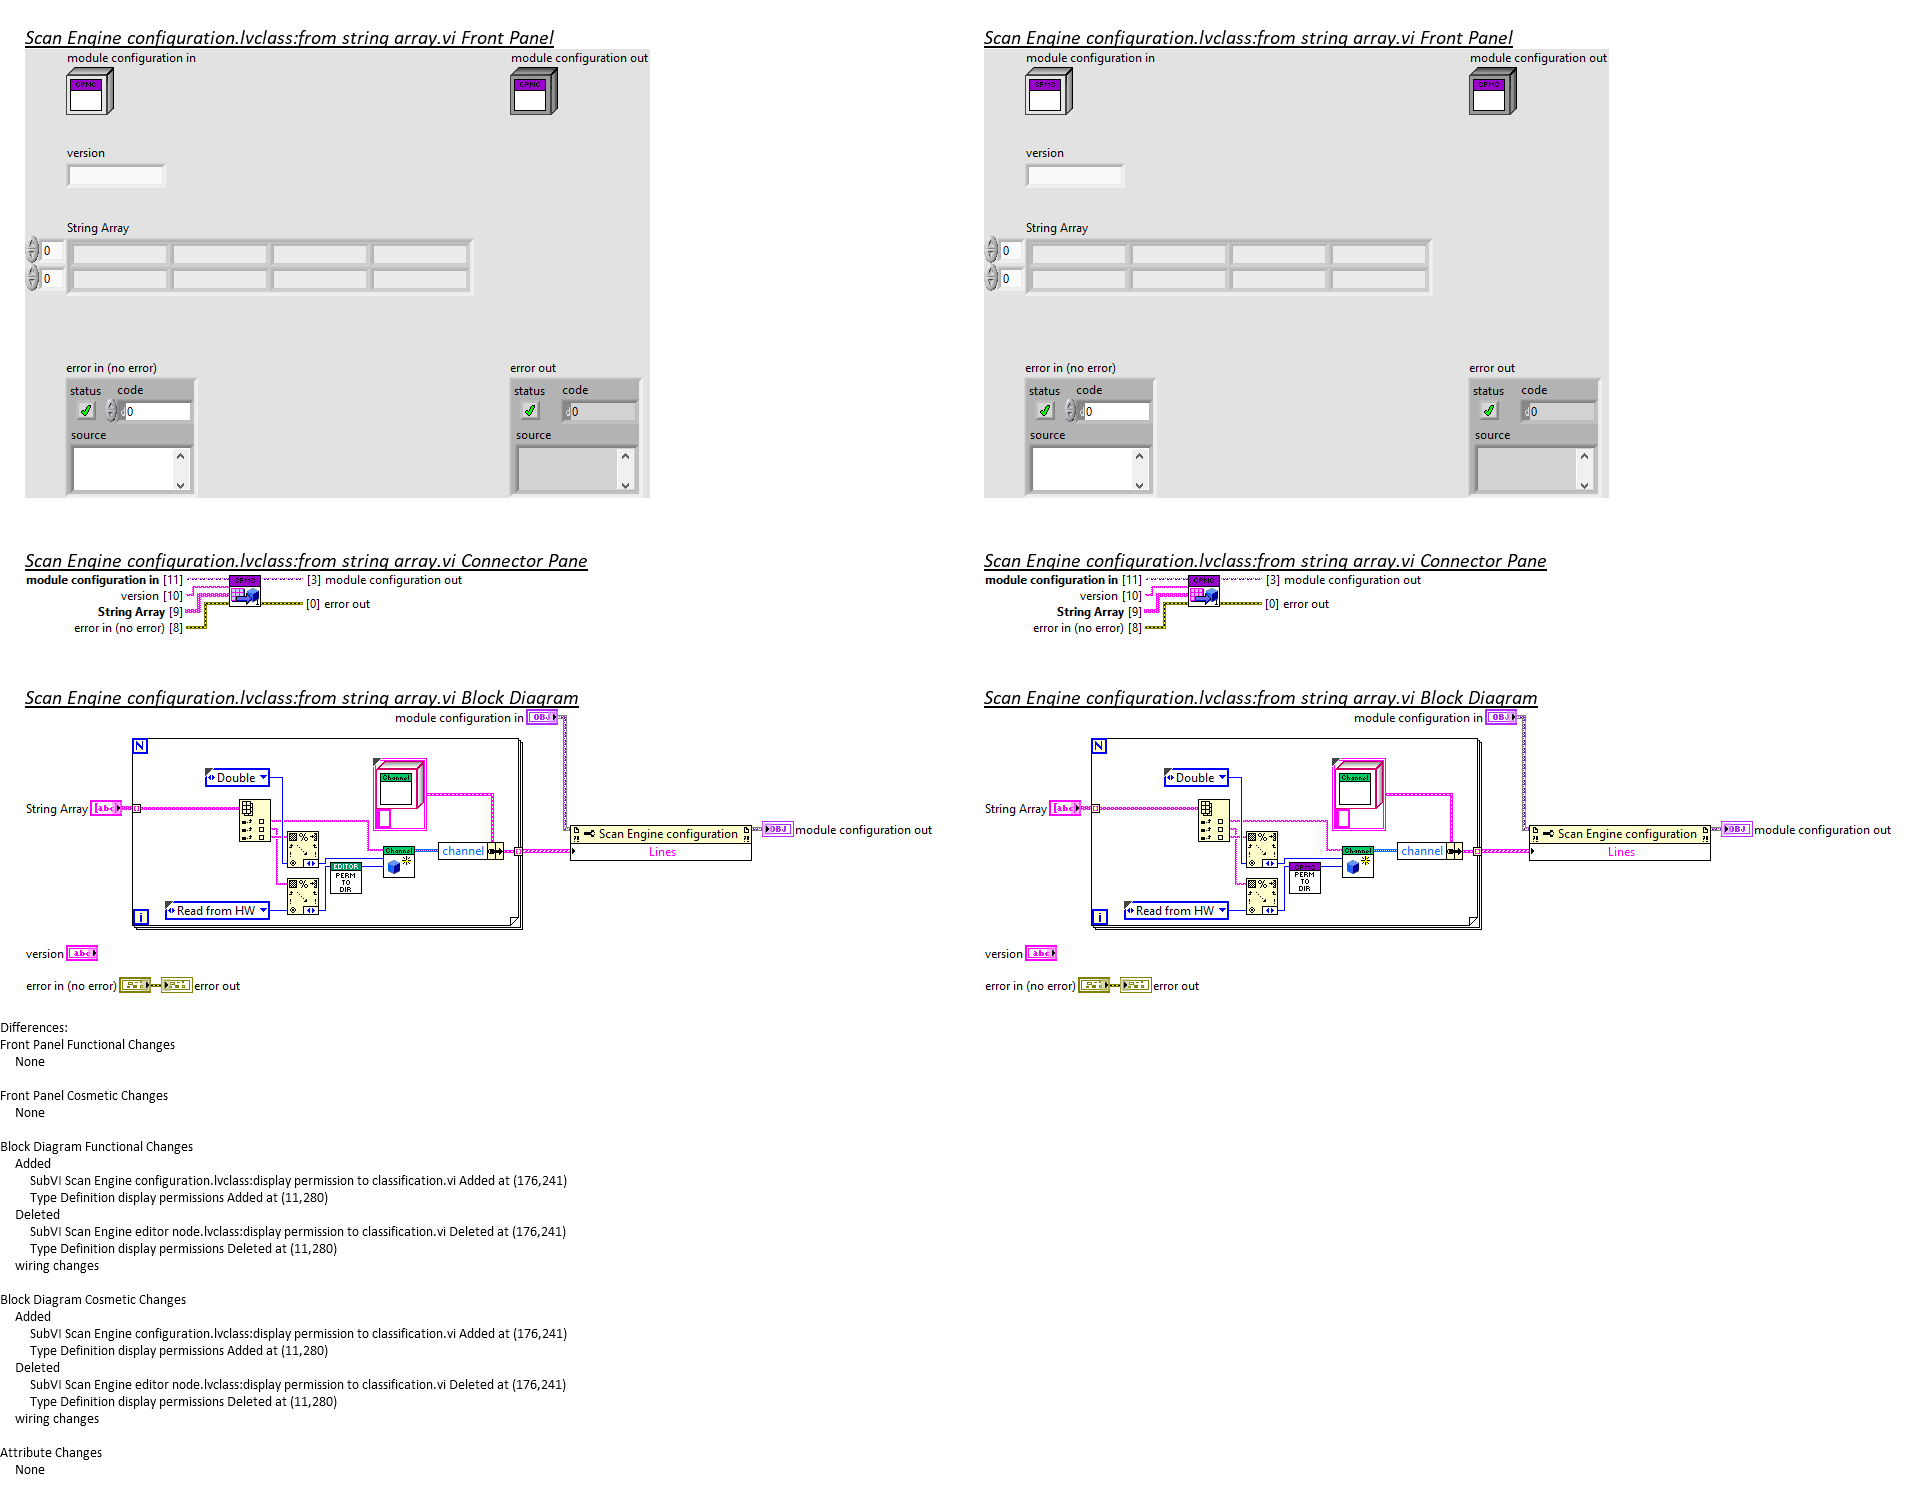 Scan Engine configuration.lvclass:from string array.vi Front Panel
module configuration in
module configuration out
CPMC
CPMC
version
String Array
0
0
error in (no error)
error out
status code
status code
0
0
source
source
Scan Engine configuration.lvclass:from string array.vi Connector Pane
module configuration in [11]
CPMC
[3] module configuration out
version [10]
String Array [9]
[0] error out
error in (no error) [8]
Scan Engine configuration.lvclass:from string array.vi Block Diagram
module configuration in
OBJ
N
Double
Channel
String Array
[abc]
%
Scan Engine configuration
OBJ
module configuration out
Channel
channel
Lines
EDITOR
PERM
TO
DIR
%
Read from HW
i
version
abc
error in (no error)
error out
Scan Engine configuration.lvclass:from string array.vi Front Panel
module configuration in
module configuration out
CPMC
CPMC
version
String Array
0
0
error in (no error)
error out
status code
status code
0
0
source
source
Scan Engine configuration.lvclass:from string array.vi Connector Pane
module configuration in [11]
CPMC
[3] module configuration out
version [10]
String Array [9]
[0] error out
error in (no error) [8]
Scan Engine configuration.lvclass:from string array.vi Block Diagram
module configuration in
OBJ
N
Double
Channel
String Array
[abc]
%
Scan Engine configuration
OBJ
module configuration out
Channel
channel
Lines
CPMC
PERM
TO
DIR
%
Read from HW
i
version
abc
error in (no error)
error out
Differences:
Front Panel Functional Changes
None
Front Panel Cosmetic Changes
None
Block Diagram Functional Changes
Added
SubVI Scan Engine configuration.lvclass:display permission to classification.vi Added at (176,241)
Type Definition display permissions Added at (11,280)
Deleted
SubVI Scan Engine editor node.lvclass:display permission to classification.vi Deleted at (176,241)
Type Definition display permissions Deleted at (11,280)
wiring changes
Block Diagram Cosmetic Changes
Added
SubVI Scan Engine configuration.lvclass:display permission to classification.vi Added at (176,241)
Type Definition display permissions Added at (11,280)
Deleted
SubVI Scan Engine editor node.lvclass:display permission to classification.vi Deleted at (176,241)
Type Definition display permissions Deleted at (11,280)
wiring changes
Attribute Changes
None